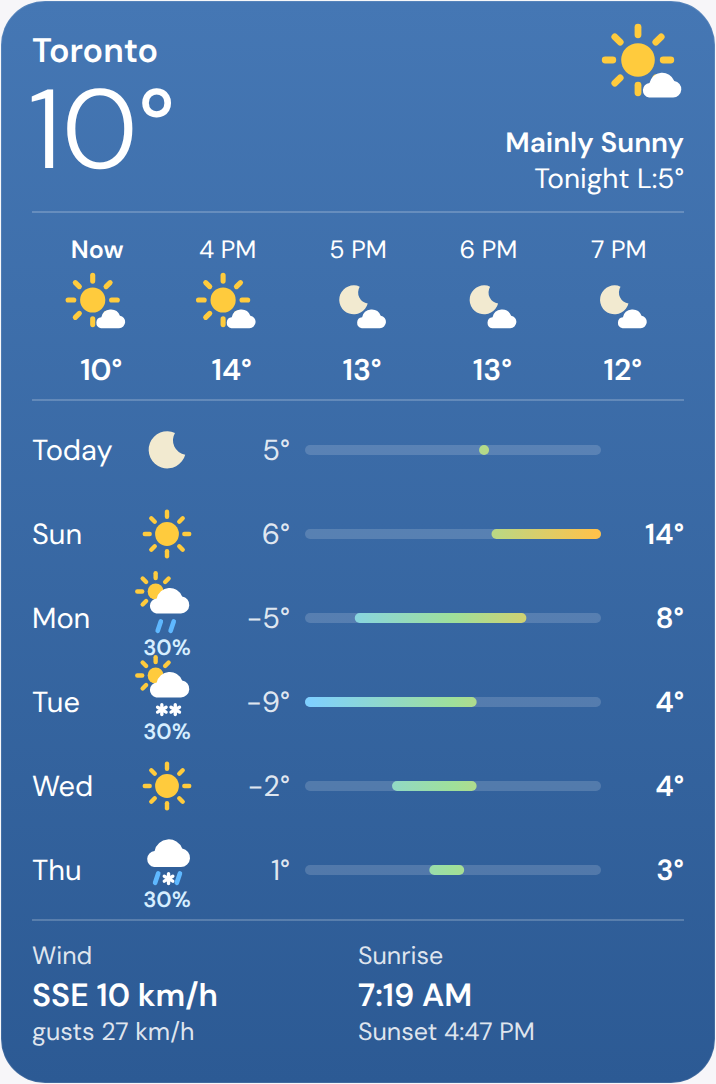 Toronto
10°
Mainly Sunny
Tonight L:5°
Now 4 PM 5 PM 6 PM 7 PM
10° 14° 13° 13° 12°
Today 5°
Sun 6° 14°
Mon 30% -5° 8°
Tue 30% -9° 4°
Wed -2° 4°
Thu 30% 1° 3°
Wind Sunrise
SSE 10 km/h 7:19 AM
gusts 27 km/h Sunset 4:47 PM